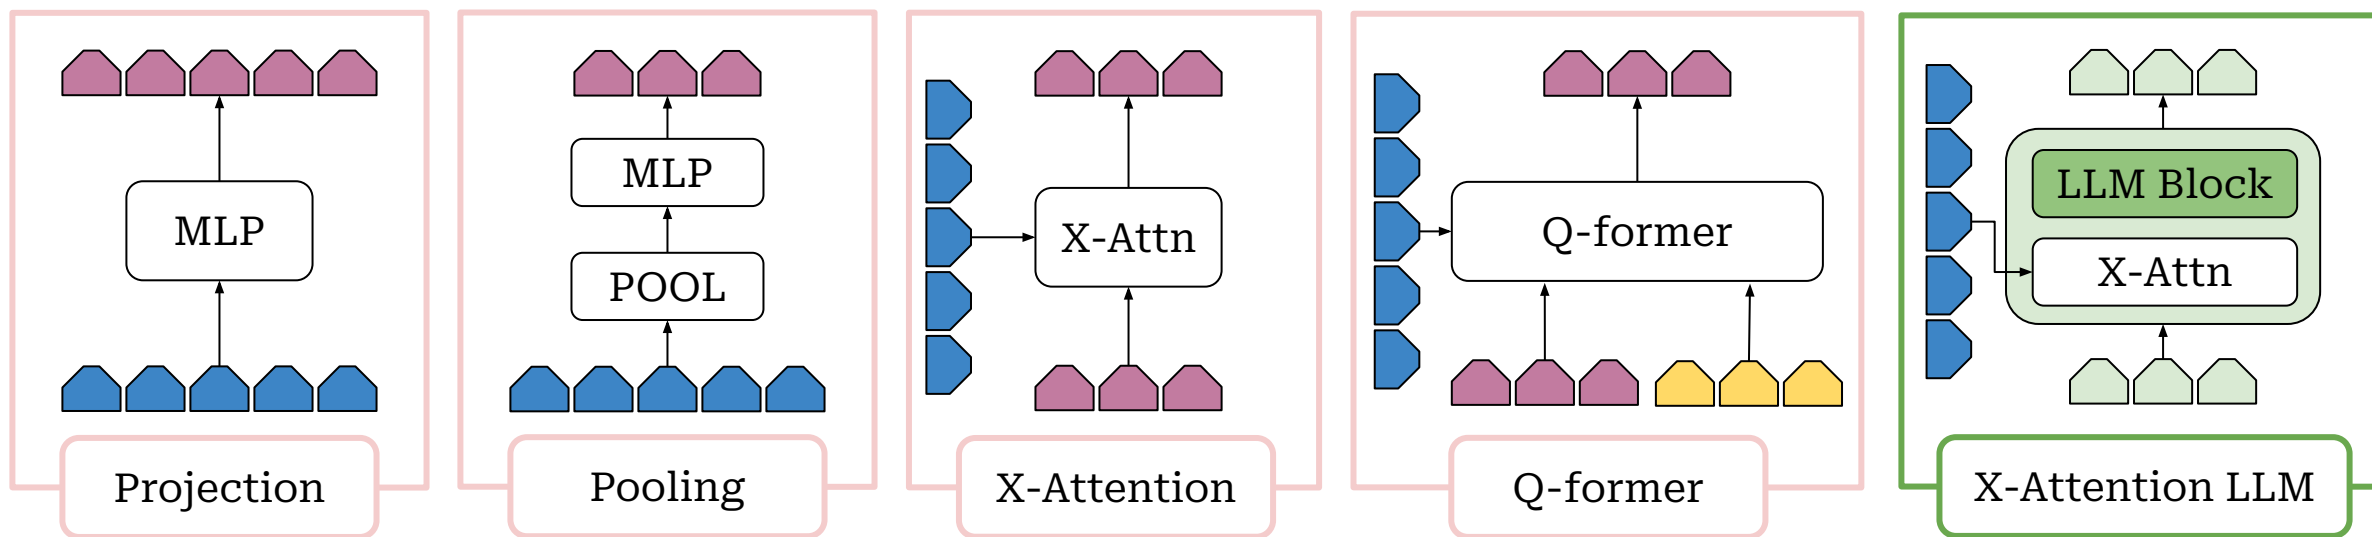 MLP
Projection
MLP
POOL
Pooling
X-Attn
X-Attention
Q-former
Q-former
LLM Block
X-Attn
X-Attention LLM